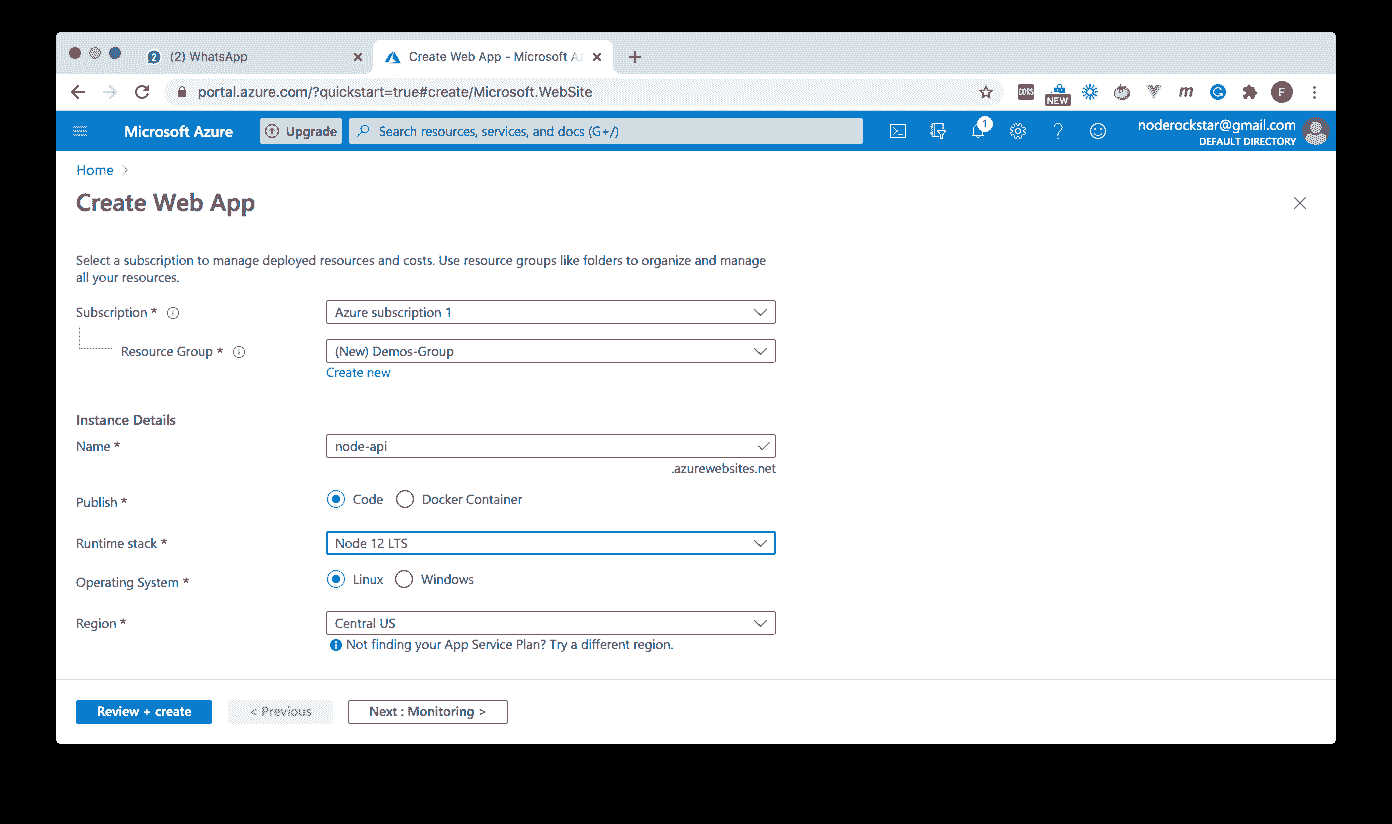 2 (2) WhatsApp
Create Web App - Microsoft Az
portal.azure.com/?quickstart=true#create/Microsoft.WebSite
CORS
NEW
F
Microsoft Azure
Upgrade
Search resources, services, and docs (G+/)
1
noderockstar@gmail.com
DEFAULT DIRECTORY
Home >
Create Web App
Select a subscription to manage deployed resources and costs. Use resource groups like folders to organize and manage
all your resources.
Subscription * Azure subscription 1
Resource Group * (New) Demos-Group
Create new
Instance Details
Name * node-api
.azurewebsites.net
Publish * Code Docker Container
Runtime stack * Node 12 LTS
Operating System * Linux Windows
Region * Central US
Not finding your App Service Plan? Try a different region.
Review + create < Previous Next : Monitoring >